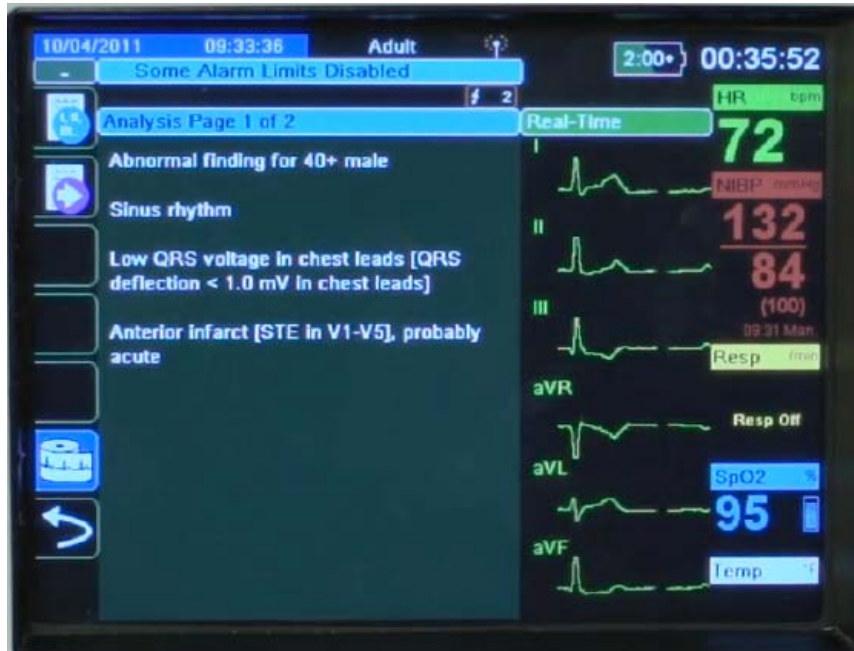 10/04/2011 09:33:36 Adult 2:00+ 00:35:52
- Some Alarm Limits Disabled
2
HR bpm
72
Analysis Page 1 of 2
Real-Time
Abnormal finding for 40+ male
Sinus rhythm
Low QRS voltage in chest leads [QRS
deflection < 1.0 mV in chest leads]
Anterior infarct [STE in V1-V5], probably
acute
I
II
III
aVR
aVL
aVF
NIBP mmHg
132
84
(100)
09:31 Man
Resp /min
Resp Off
SpO2 %
95
Temp °F